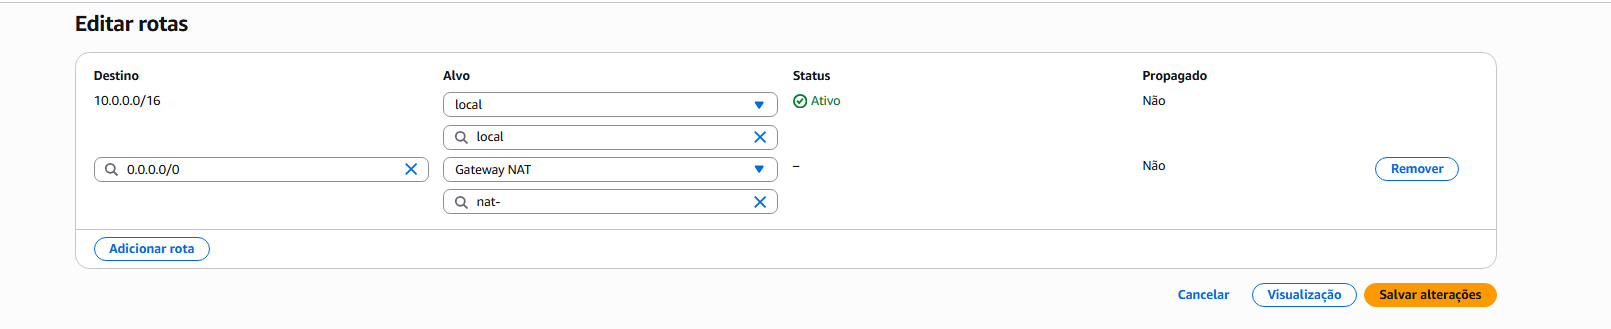 Editar rotas
Destino Alvo Status Propagado
10.0.0.0/16 local Ativo Não
local
0.0.0.0/0 Gateway NAT – Não Remover
nat-
Adicionar rota
Cancelar Visualização Salvar alterações